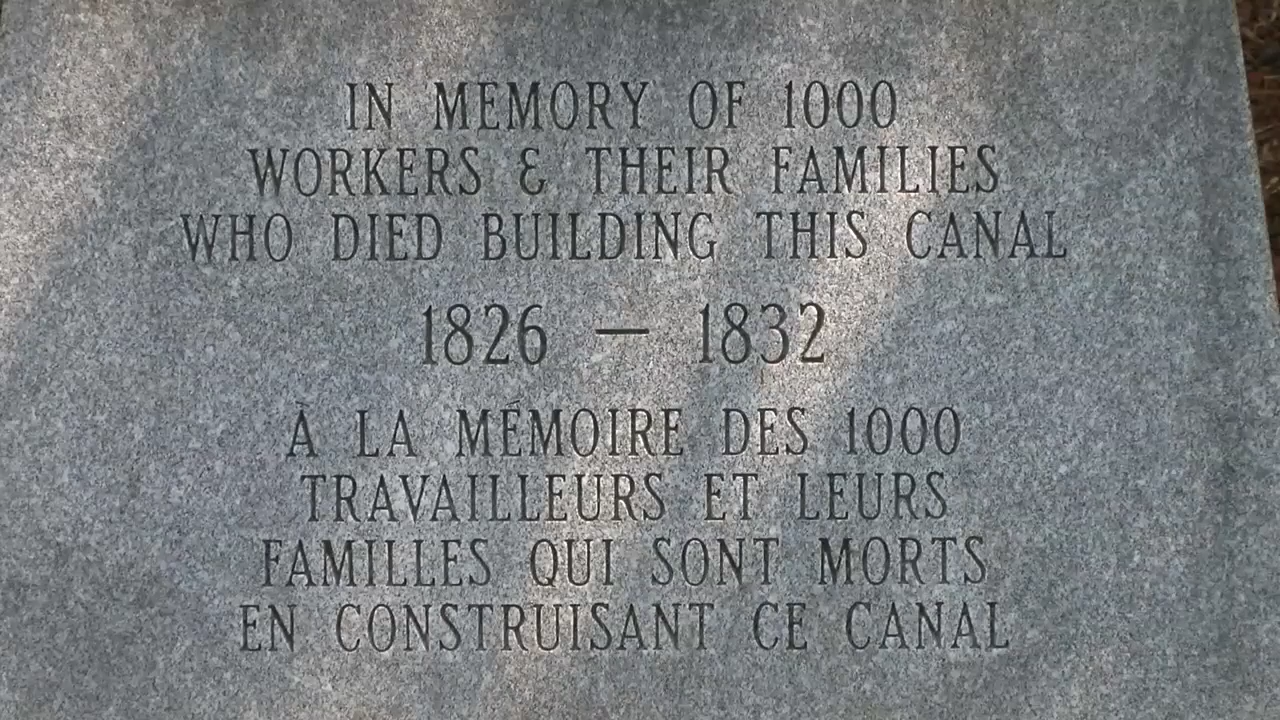 IN MEMORY OF 1000
WORKERS & THEIR FAMILIES
WHO DIED BUILDING THIS CANAL
1826 — 1832
À LA MÉMOIRE DES 1000
TRAVAILLEURS ET LEURS
FAMILLES QUI SONT MORTS
EN CONSTRUISANT CE CANAL